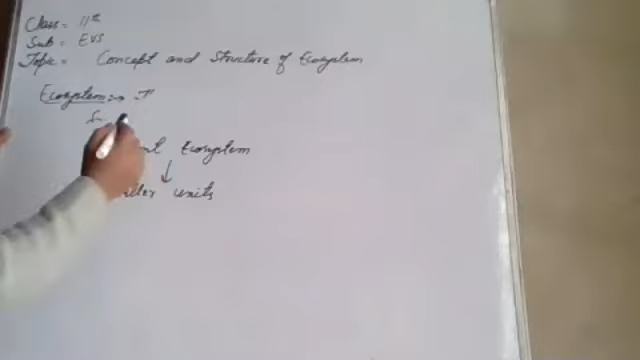 Class = 11th
Sub = EVS
Topic = Concept and Structure of Ecosystem
Ecosystem :→
Ecosystem
↓
units